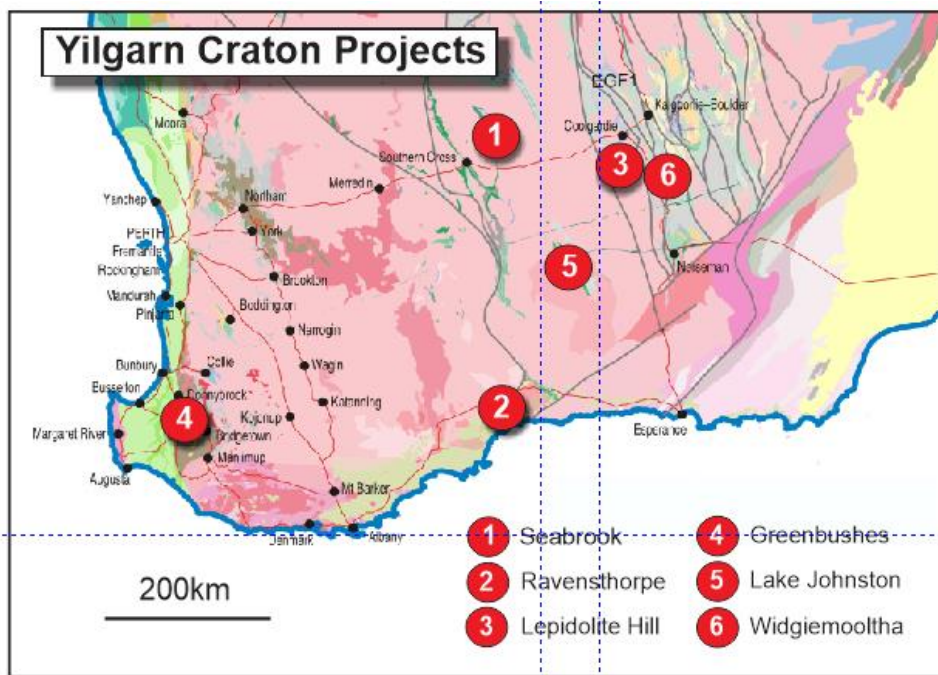 Yilgarn Craton Projects
EGF1
Kalgoorlie-Boulder
Moora
Coolgardie
1
Southern Cross
3
6
Merredin
Northam
Yanchep
York
PERTH
Fremantle
5
Norseman
Rockingham
Brookton
Mandurah
Boddington
Pinjarra
Narrogin
Bunbury
Collie
Wagin
Busselton
Donnybrook
Katanning
2
4
Kojonup
Esperance
Margaret River
Bridgetown
Manjimup
Augusta
Mt Barker
Denmark
Albany
1 Seabrook
4 Greenbushes
200km
2 Ravensthorpe
5 Lake Johnston
3 Lepidolite Hill
6 Widgiemooltha